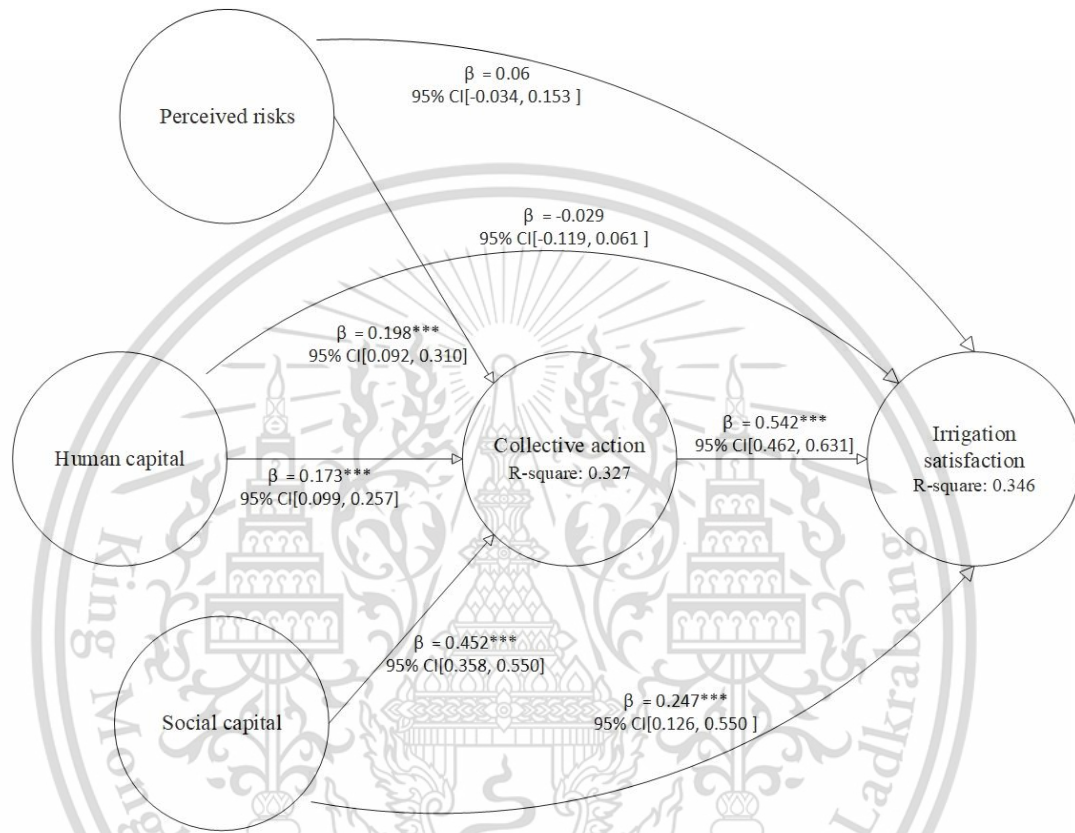 β = 0.06
95% CI[-0.034, 0.153 ]
Perceived risks
β = -0.029
95% CI[-0.119, 0.061 ]
β = 0.198***
95% CI[0.092, 0.310]
Human capital
β = 0.173***
95% CI[0.099, 0.257]
Collective action
R-square: 0.327
β = 0.542***
95% CI[0.462, 0.631]
Irrigation
satisfaction
R-square: 0.346
β = 0.452***
95% CI[0.358, 0.550]
Social capital
β = 0.247***
95% CI[0.126, 0.550 ]
King Mong
Ladkrabang